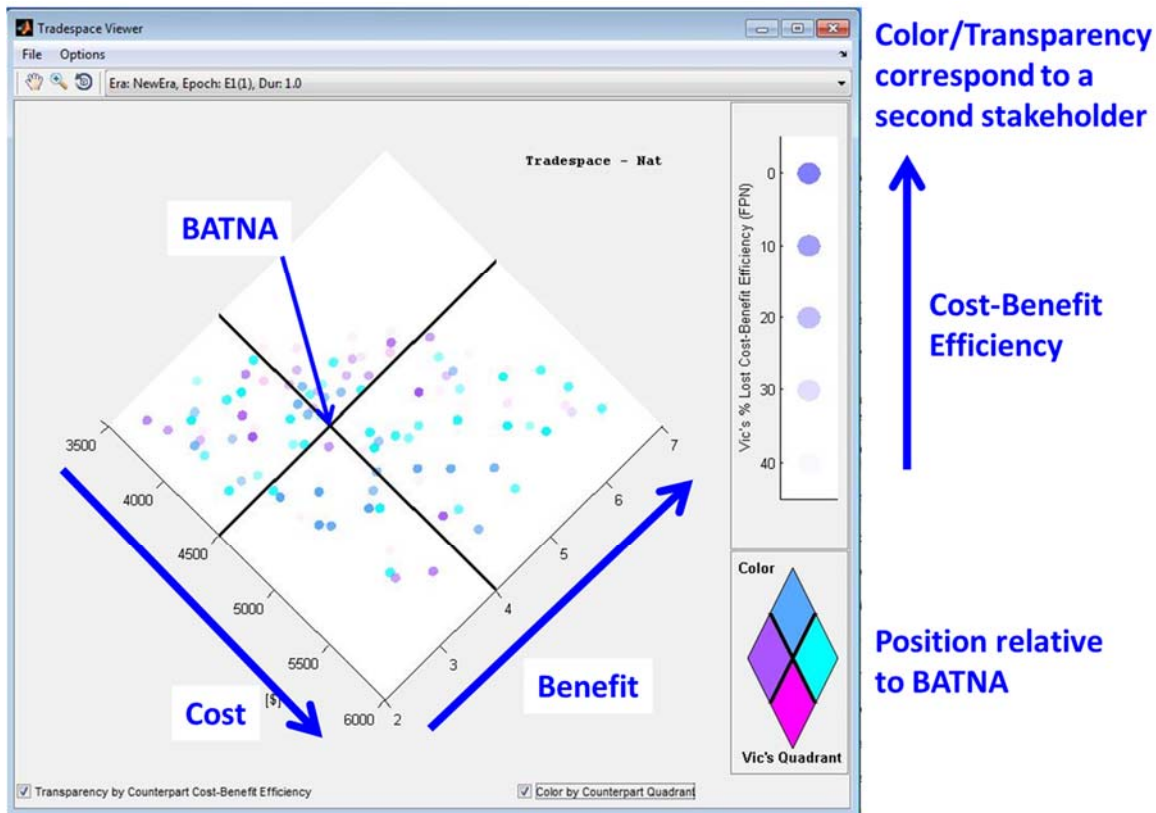 Tradespace Viewer
File Options
Era: NewEra, Epoch: E1(1), Dur: 1.0
Color/Transparency
correspond to a
second stakeholder
Tradespace - Nat
BATNA
Vic's % Lost Cost-Benefit Efficiency (FPN)
0
10
20
30
40
Cost-Benefit
Efficiency
3500
4000
4500
5000
5500
6000
[$]
2
3
4
5
6
7
Cost
Benefit
Color
Vic's Quadrant
Position relative
to BATNA
Transparency by Counterpart Cost-Benefit Efficiency
Color by Counterpart Quadrant